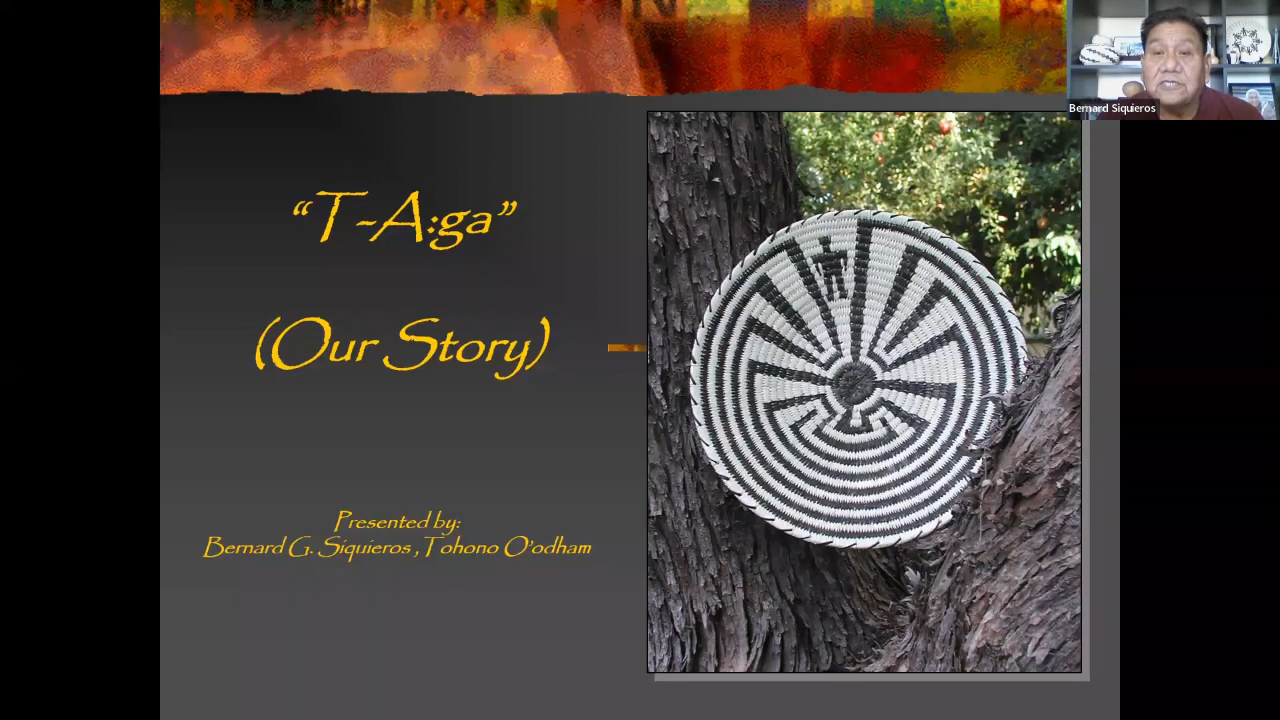 “T-A:ga”
(Our Story)
Presented by:
Bernard G. Siquieros , Tohono O’odham
Bernard Siquieros